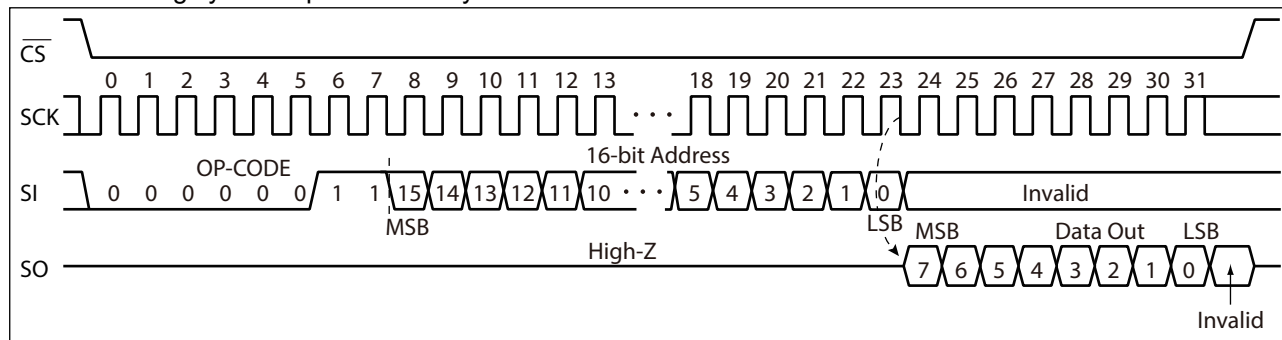 CS
0 1 2 3 4 5 6 7 8 9 10 11 12 13 18 19 20 21 22 23 24 25 26 27 28 29 30 31
SCK
· · ·
OP-CODE 16-bit Address
SI 0 0 0 0 0 0 1 1 15 14 13 12 11 10 · · · 5 4 3 2 1 0 Invalid
MSB LSB MSB Data Out LSB
High-Z
SO 7 6 5 4 3 2 1 0
Invalid